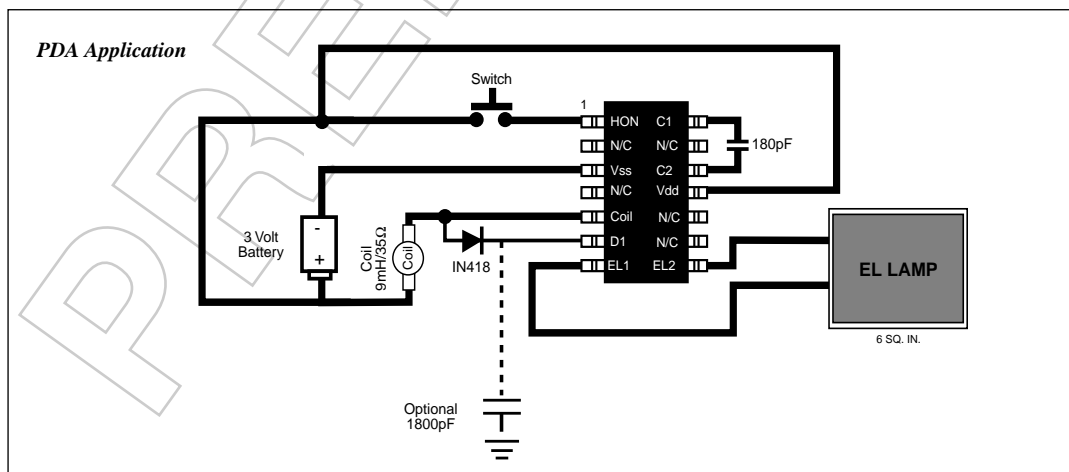 PDA Application
Switch
1
HON
C1
N/C
N/C
180pF
Vss
C2
N/C
Vdd
Coil
N/C
D1
N/C
EL1
EL2
-
3 Volt
Battery
+
Coil
9mH/35Ω
Coil
IN418
EL LAMP
6 SQ. IN.
Optional
1800pF